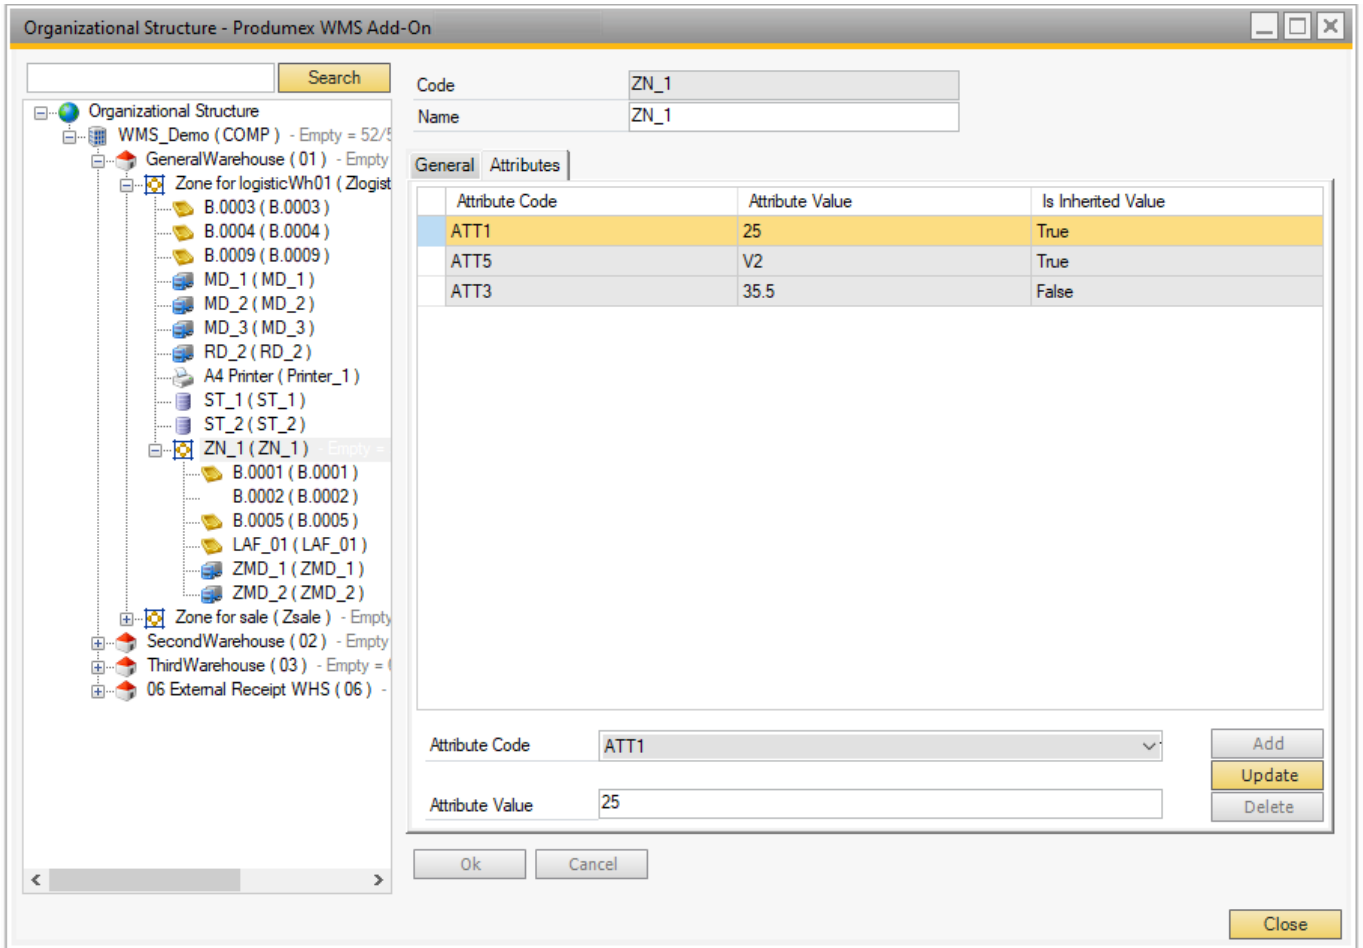 Organizational Structure - Produmex WMS Add-On
Search
Organizational Structure
WMS_Demo ( COMP ) - Empty = 52/5
GeneralWarehouse ( 01 ) - Empty
Zone for logisticWh01 ( Zlogist
B.0003 ( B.0003 )
B.0004 ( B.0004 )
B.0009 ( B.0009 )
MD_1 ( MD_1 )
MD_2 ( MD_2 )
MD_3 ( MD_3 )
RD_2 ( RD_2 )
A4 Printer ( Printer_1 )
ST_1 ( ST_1 )
ST_2 ( ST_2 )
ZN_1 ( ZN_1 ) - Empty =
B.0001 ( B.0001 )
B.0002 ( B.0002 )
B.0005 ( B.0005 )
LAF_01 ( LAF_01 )
ZMD_1 ( ZMD_1 )
ZMD_2 ( ZMD_2 )
Zone for sale ( Zsale ) - Empty
SecondWarehouse ( 02 ) - Empty
ThirdWarehouse ( 03 ) - Empty =
06 External Receipt WHS ( 06 ) -
Code ZN_1
Name ZN_1
General Attributes
Attribute Code Attribute Value Is Inherited Value
ATT1 25 True
ATT5 V2 True
ATT3 35.5 False
Attribute Code ATT1 Add
Update
Attribute Value 25 Delete
Ok Cancel
Close